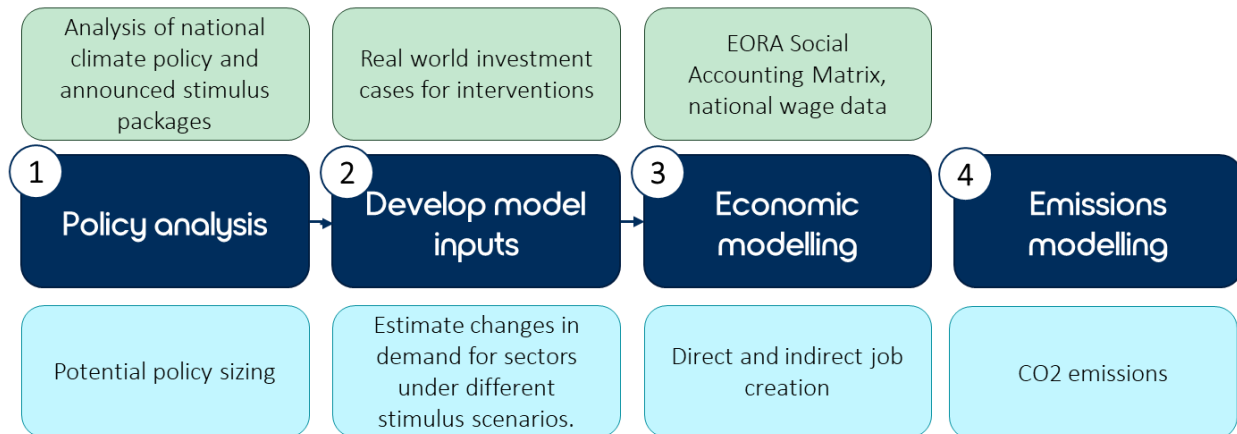 Analysis of national
climate policy and
announced stimulus
packages
Real world investment
cases for interventions
EORA Social
Accounting Matrix,
national wage data
1
Policy analysis
2
Develop model
inputs
3
Economic
modelling
4
Emissions
modelling
Potential policy sizing
Estimate changes in
demand for sectors
under different
stimulus scenarios.
Direct and indirect job
creation
CO2 emissions